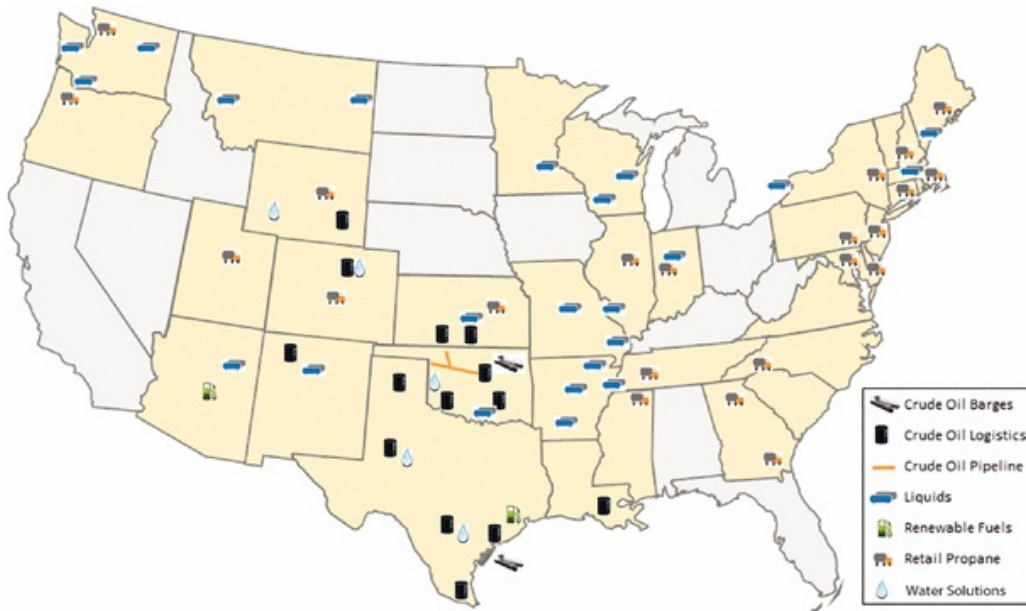 Crude Oil Barges
Crude Oil Logistics
Crude Oil Pipeline
Liquids
Renewable Fuels
Retail Propane
Water Solutions